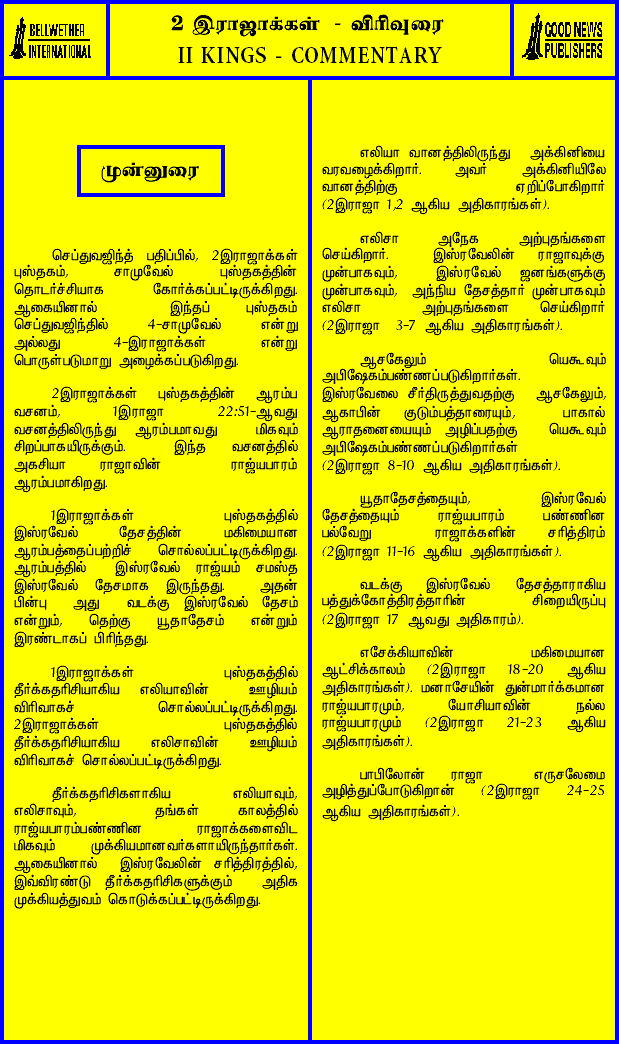 BELLWETHER
INTERNATIONAL
2 இராஜாக்கள் - விரிவுரை
II KINGS - COMMENTARY
GOOD NEWS
PUBLISHERS
முன்னுரை
செப்துவஜிந்த் பதிப்பில், 2இராஜாக்கள்
புஸ்தகம், சாமுவேல் புஸ்தகத்தின்
தொடர்ச்சியாக கோர்க்கப்பட்டிருக்கிறது.
ஆகையினால் இந்தப் புஸ்தகம்
செப்துவஜிந்தில் 4-சாமுவேல் என்று
அல்லது 4-இராஜாக்கள் என்று
பொருள்படுமாறு அழைக்கப்படுகிறது.
2இராஜாக்கள் புஸ்தகத்தின் ஆரம்ப
வசனம், 1இராஜா 22:51-ஆவது
வசனத்திலிருந்து ஆரம்பமாவது மிகவும்
சிறப்பாகயிருக்கும். இந்த வசனத்தில்
அகசியா ராஜாவின் ராஜ்யபாரம்
ஆரம்பமாகிறது.
1இராஜாக்கள் புஸ்தகத்தில்
இஸ்ரவேல் தேசத்தின் மகிமையான
ஆரம்பத்தைப்பற்றிச் சொல்லப்பட்டிருக்கிறது.
ஆரம்பத்தில் இஸ்ரவேல் ராஜ்யம் சமஸ்த
இஸ்ரவேல் தேசமாக இருந்தது. அதன்
பின்பு அது வடக்கு இஸ்ரவேல் தேசம்
என்றும், தெற்கு யூதாதேசம் என்றும்
இரண்டாகப் பிரிந்தது.
1இராஜாக்கள் புஸ்தகத்தில்
தீர்க்கதரிசியாகிய எலியாவின் ஊழியம்
விரிவாகச் சொல்லப்பட்டிருக்கிறது.
2இராஜாக்கள் புஸ்தகத்தில்
தீர்க்கதரிசியாகிய எலிசாவின் ஊழியம்
விரிவாகச் சொல்லப்பட்டிருக்கிறது.
தீர்க்கதரிசிகளாகிய எலியாவும்,
எலிசாவும், தங்கள் காலத்தில்
ராஜ்யபாரம்பண்ணின ராஜாக்களைவிட
மிகவும் முக்கியமானவர்களாயிருந்தார்கள்.
ஆகையினால் இஸ்ரவேலின் சரித்திரத்தில்,
இவ்விரண்டு தீர்க்கதரிசிகளுக்கும் அதிக
முக்கியத்துவம் கொடுக்கப்பட்டிருக்கிறது.
எலியா வானத்திலிருந்து அக்கினியை
வரவழைக்கிறார். அவர் அக்கினியிலே
வானத்திற்கு ஏறிப்போகிறார்
(2இராஜா 1,2 ஆகிய அதிகாரங்கள்).
எலிசா அநேக அற்புதங்களை
செய்கிறார். இஸ்ரவேலின் ராஜாவுக்கு
முன்பாகவும், இஸ்ரவேல் ஜனங்களுக்கு
முன்பாகவும், அந்நிய தேசத்தார் முன்பாகவும்
எலிசா அற்புதங்களை செய்கிறார்
(2இராஜா 3-7 ஆகிய அதிகாரங்கள்).
ஆசகேலும் யெகூவும்
அபிஷேகம்பண்ணப்படுகிறார்கள்.
இஸ்ரவேலை சீர்திருத்துவதற்கு ஆசகேலும்,
ஆகாபின் குடும்பத்தாரையும், பாகால்
ஆராதனையையும் அழிப்பதற்கு யெகூவும்
அபிஷேகம்பண்ணப்படுகிறார்கள்
(2இராஜா 8-10 ஆகிய அதிகாரங்கள்).
யூதாதேசத்தையும், இஸ்ரவேல்
தேசத்தையும் ராஜ்யபாரம் பண்ணின
பல்வேறு ராஜாக்களின் சரித்திரம்
(2இராஜா 11-16 ஆகிய அதிகாரங்கள்).
வடக்கு இஸ்ரவேல் தேசத்தாராகிய
பத்துக்கோத்திரத்தாரின் சிறையிருப்பு
(2இராஜா 17 ஆவது அதிகாரம்).
எசேக்கியாவின் மகிமையான
ஆட்சிக்காலம் (2இராஜா 18-20 ஆகிய
அதிகாரங்கள்). மனாசேயின் துன்மார்க்கமான
ராஜ்யபாரமும், யோசியாவின் நல்ல
ராஜ்யபாரமும் (2இராஜா 21-23 ஆகிய
அதிகாரங்கள்).
பாபிலோன் ராஜா எருசலேமை
அழித்துப்போடுகிறான் (2இராஜா 24-25
ஆகிய அதிகாரங்கள்).